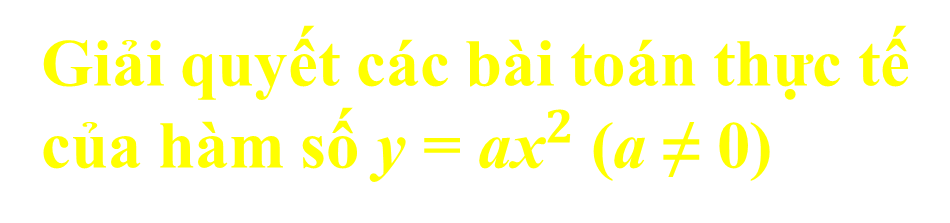 Giải quyết các bài toán thực tế
của hàm số y = ax² (a ≠ 0)